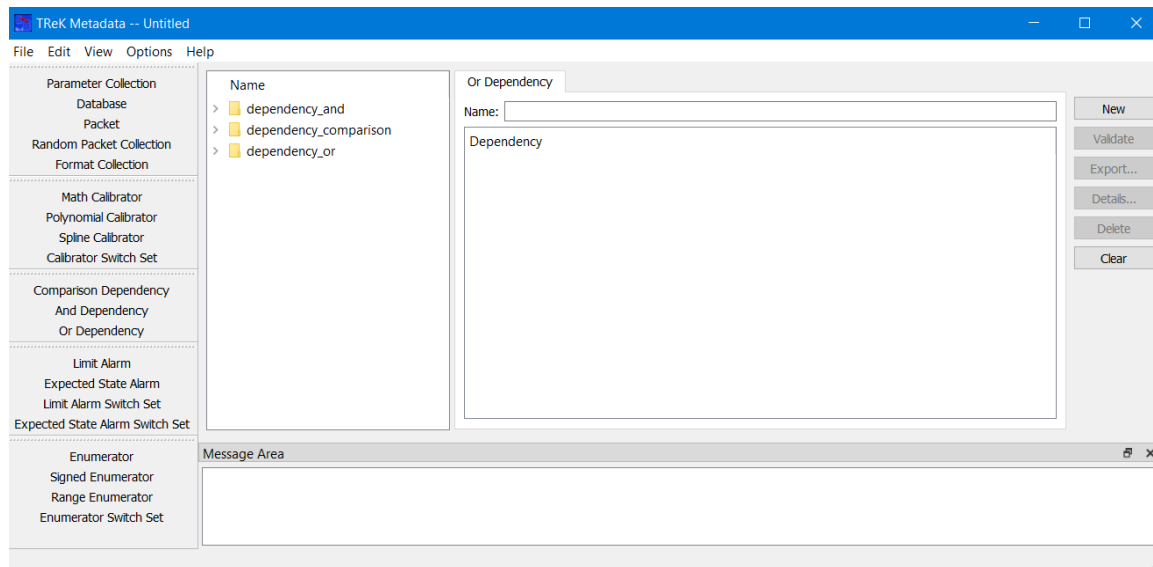 TReK Metadata -- Untitled
File Edit View Options Help
Parameter Collection
Database
Packet
Random Packet Collection
Format Collection
Math Calibrator
Polynomial Calibrator
Spline Calibrator
Calibrator Switch Set
Comparison Dependency
And Dependency
Or Dependency
Limit Alarm
Expected State Alarm
Limit Alarm Switch Set
Expected State Alarm Switch Set
Enumerator
Signed Enumerator
Range Enumerator
Enumerator Switch Set
Name
dependency_and
dependency_comparison
dependency_or
Or Dependency
Name:
Dependency
New
Validate
Export...
Details...
Delete
Clear
Message Area